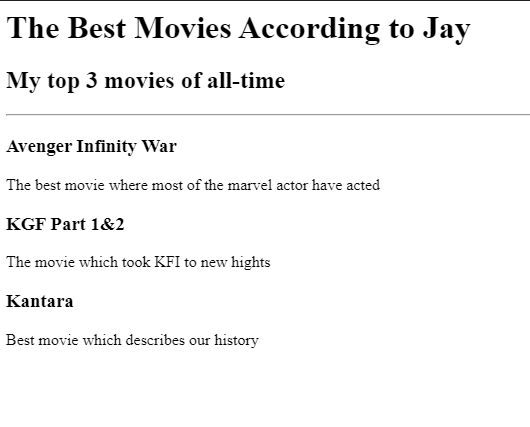 The Best Movies According to Jay
My top 3 movies of all-time
Avenger Infinity War
The best movie where most of the marvel actor have acted
KGF Part 1&2
The movie which took KFI to new hights
Kantara
Best movie which describes our history